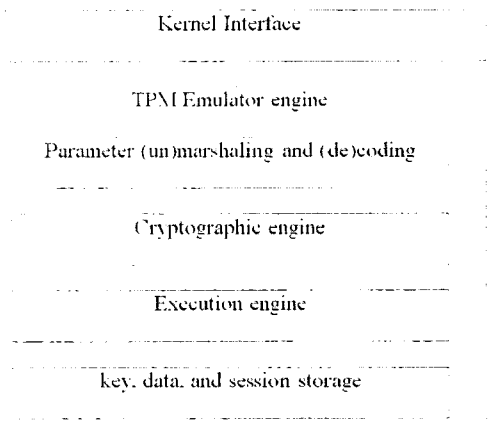 Kernel Interface
TPM Emulator engine
Parameter (un)marshaling and (de)coding
Cryptographic engine
Execution engine
key, data, and session storage